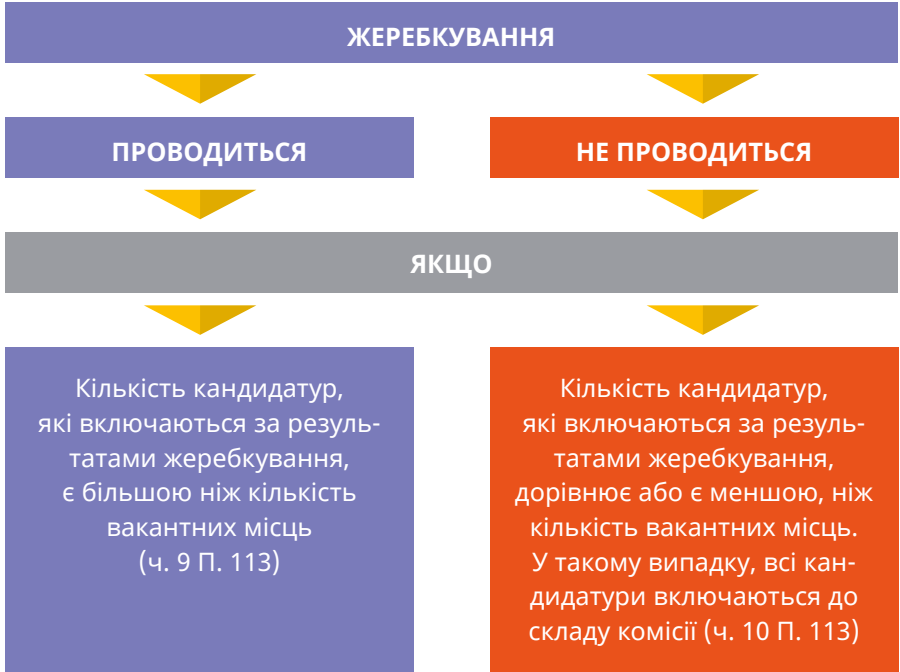 ЖЕРЕБКУВАННЯ
ПРОВОДИТЬСЯ
НЕ ПРОВОДИТЬСЯ
ЯКЩО
Кількість кандидатур,
які включаються за резуль-
татами жеребкування,
є більшою ніж кількість
вакантних місць
(ч. 9 П. 113)
Кількість кандидатур,
які включаються за резуль-
татами жеребкування,
дорівнює або є меншою, ніж
кількість вакантних місць.
У такому випадку, всі кан-
дидатури включаються до
складу комісії (ч. 10 П. 113)